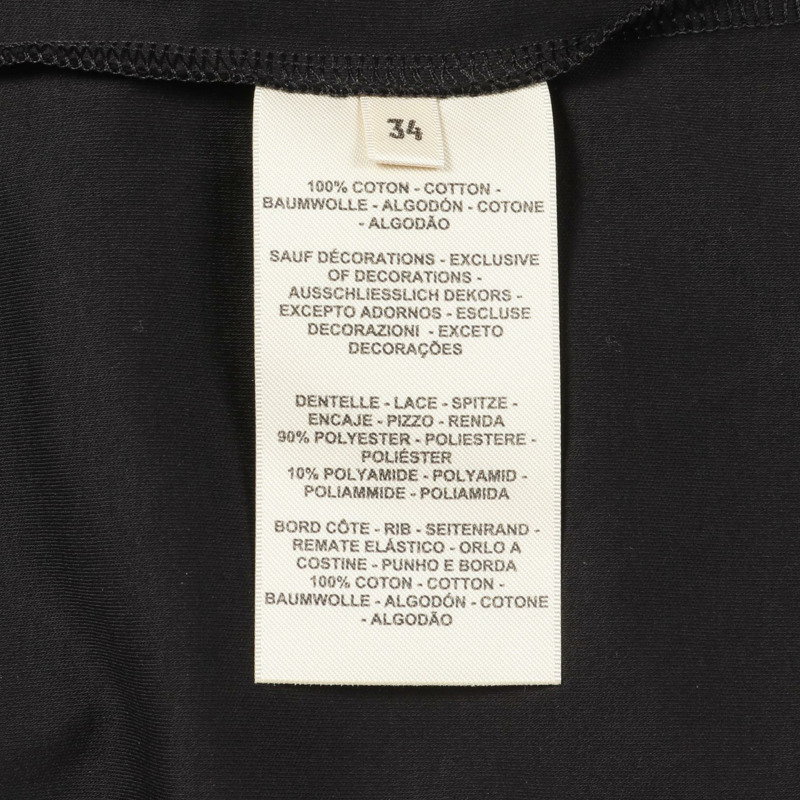 34
100% COTON - COTTON -
BAUMWOLLE - ALGODÓN - COTONE
- ALGODÃO
SAUF DÉCORATIONS - EXCLUSIVE
OF DECORATIONS -
AUSSCHLIESSLICH DEKORS -
EXCEPTO ADORNOS - ESCLUSE
DECORAZIONI - EXCETO
DECORAÇÕES
DENTELLE - LACE - SPITZE -
ENCAJE - PIZZO - RENDA
90% POLYESTER - POLIESTERE -
POLIÉSTER
10% POLYAMIDE - POLYAMID -
POLIAMMIDE - POLIAMIDA
BORD CÔTE - RIB - SEITENRAND -
REMATE ELÁSTICO - ORLO A
COSTINE - PUNHO E BORDA
100% COTON - COTTON -
BAUMWOLLE - ALGODÓN - COTONE
- ALGODÃO